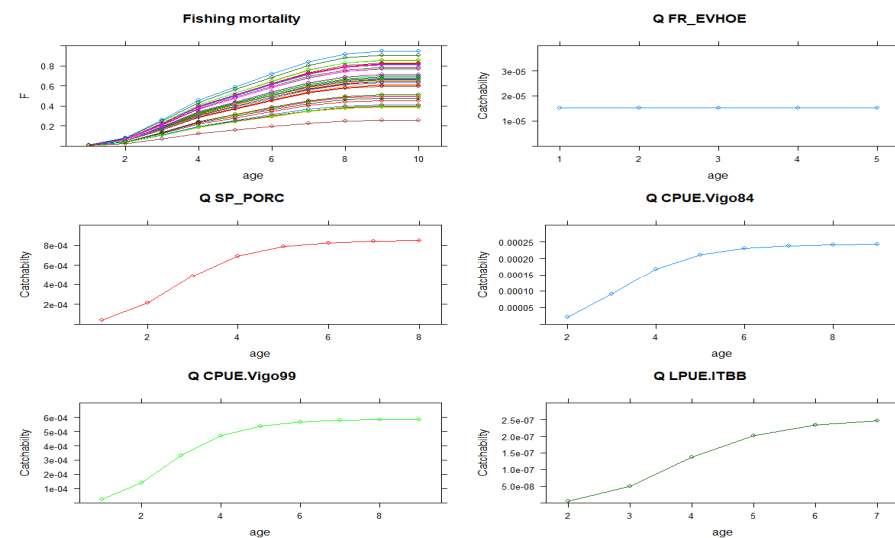 Fishing mortality
0.8
0.6
0.4
0.2
F
2
4
6
8
10
age
Q FR_EVHOE
3e-05
2e-05
1e-05
Catchabilty
1
2
3
4
5
age
Q SP_PORC
8e-04
6e-04
4e-04
2e-04
Catchabilty
2
4
6
8
age
Q CPUE.Vigo84
0.00025
0.00020
0.00015
0.00010
0.00005
Catchabilty
2
4
6
8
age
Q CPUE.Vigo99
6e-04
5e-04
4e-04
3e-04
2e-04
1e-04
Catchabilty
2
4
6
8
age
Q LPUE.ITBB
2.5e-07
2.0e-07
1.5e-07
1.0e-07
5.0e-08
Catchabilty
2
3
4
5
6
7
age